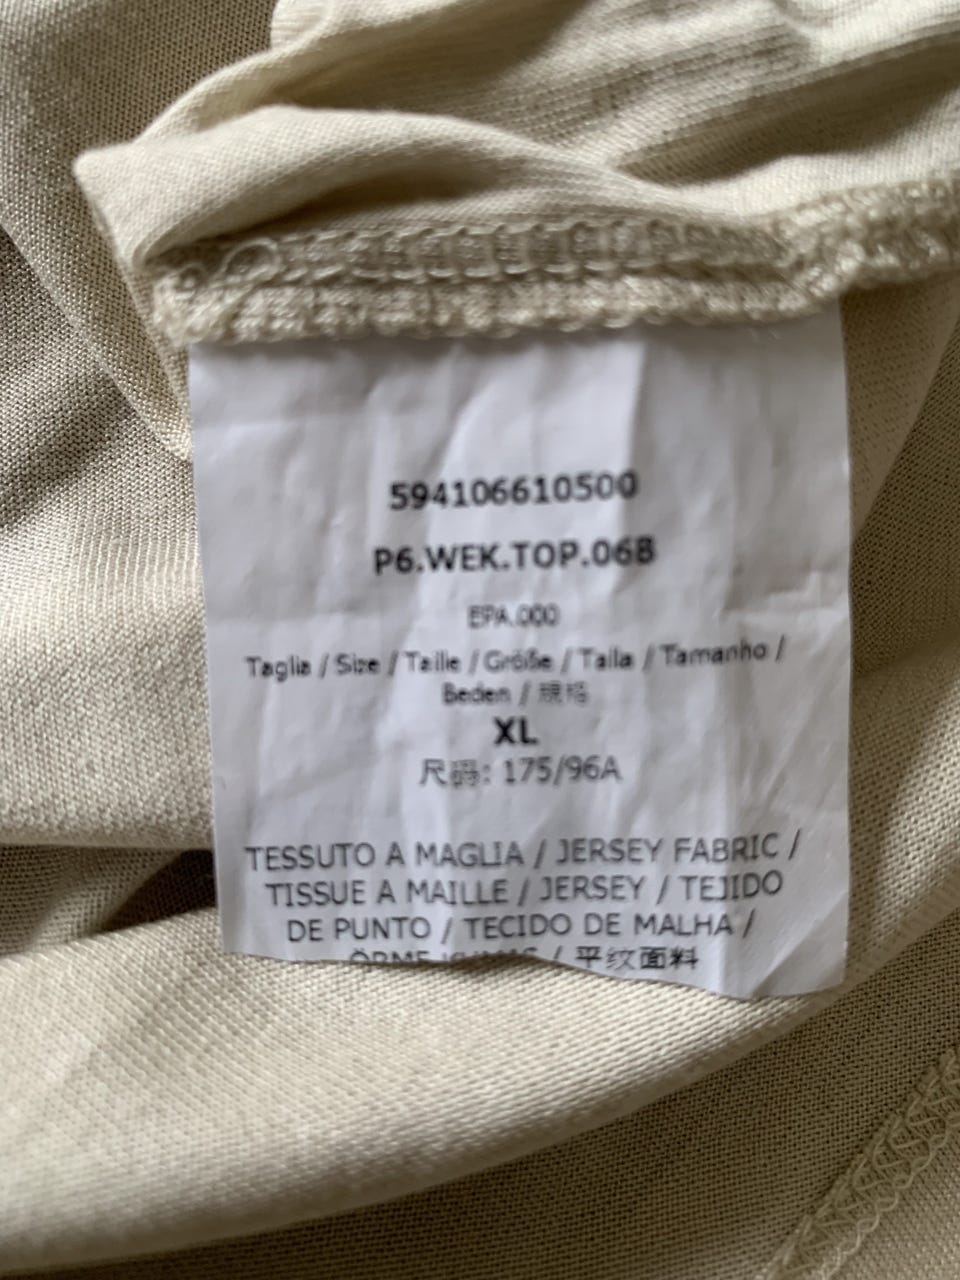 594106610500
P6.WEK.TOP.06B
EPA.000
Taglia / Size / Taille / Größe / Talla / Tamanho /
Beden / 規格
XL
尺码: 175/96A
TESSUTO A MAGLIA / JERSEY FABRIC /
TISSUE A MAILLE / JERSEY / TEJIDO
DE PUNTO / TECIDO DE MALHA /
ÖRME / 平纹面料